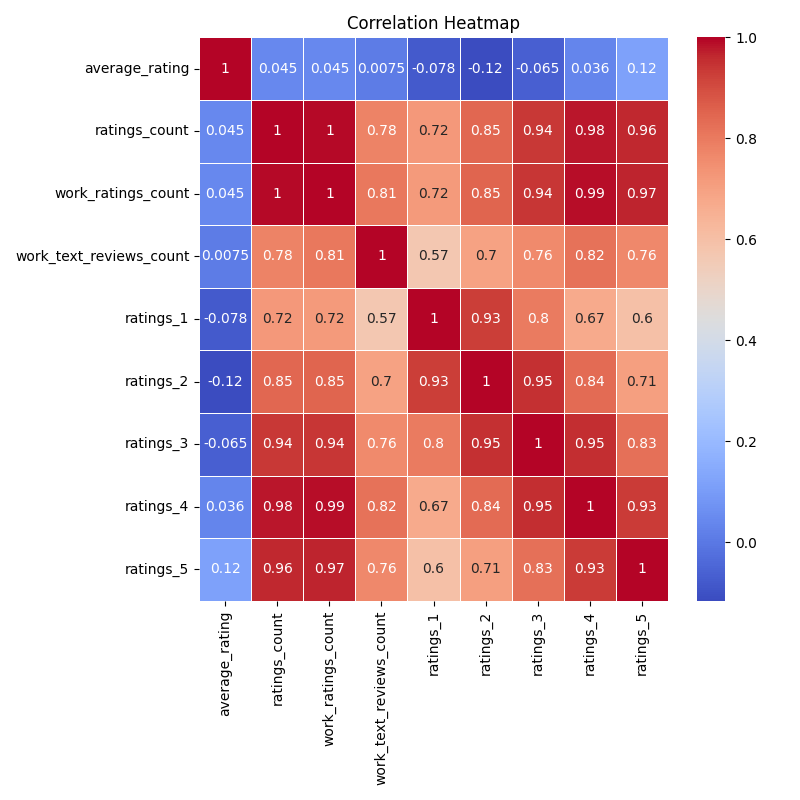 Correlation Heatmap
average_rating 1 0.045 0.045 0.0075 -0.078 -0.12 -0.065 0.036 0.12
ratings_count 0.045 1 1 0.78 0.72 0.85 0.94 0.98 0.96
work_ratings_count 0.045 1 1 0.81 0.72 0.85 0.94 0.99 0.97
work_text_reviews_count 0.0075 0.78 0.81 1 0.57 0.7 0.76 0.82 0.76
ratings_1 -0.078 0.72 0.72 0.57 1 0.93 0.8 0.67 0.6
ratings_2 -0.12 0.85 0.85 0.7 0.93 1 0.95 0.84 0.71
ratings_3 -0.065 0.94 0.94 0.76 0.8 0.95 1 0.95 0.83
ratings_4 0.036 0.98 0.99 0.82 0.67 0.84 0.95 1 0.93
ratings_5 0.12 0.96 0.97 0.76 0.6 0.71 0.83 0.93 1
average_rating
ratings_count
work_ratings_count
work_text_reviews_count
ratings_1
ratings_2
ratings_3
ratings_4
ratings_5
1.0
0.8
0.6
0.4
0.2
0.0